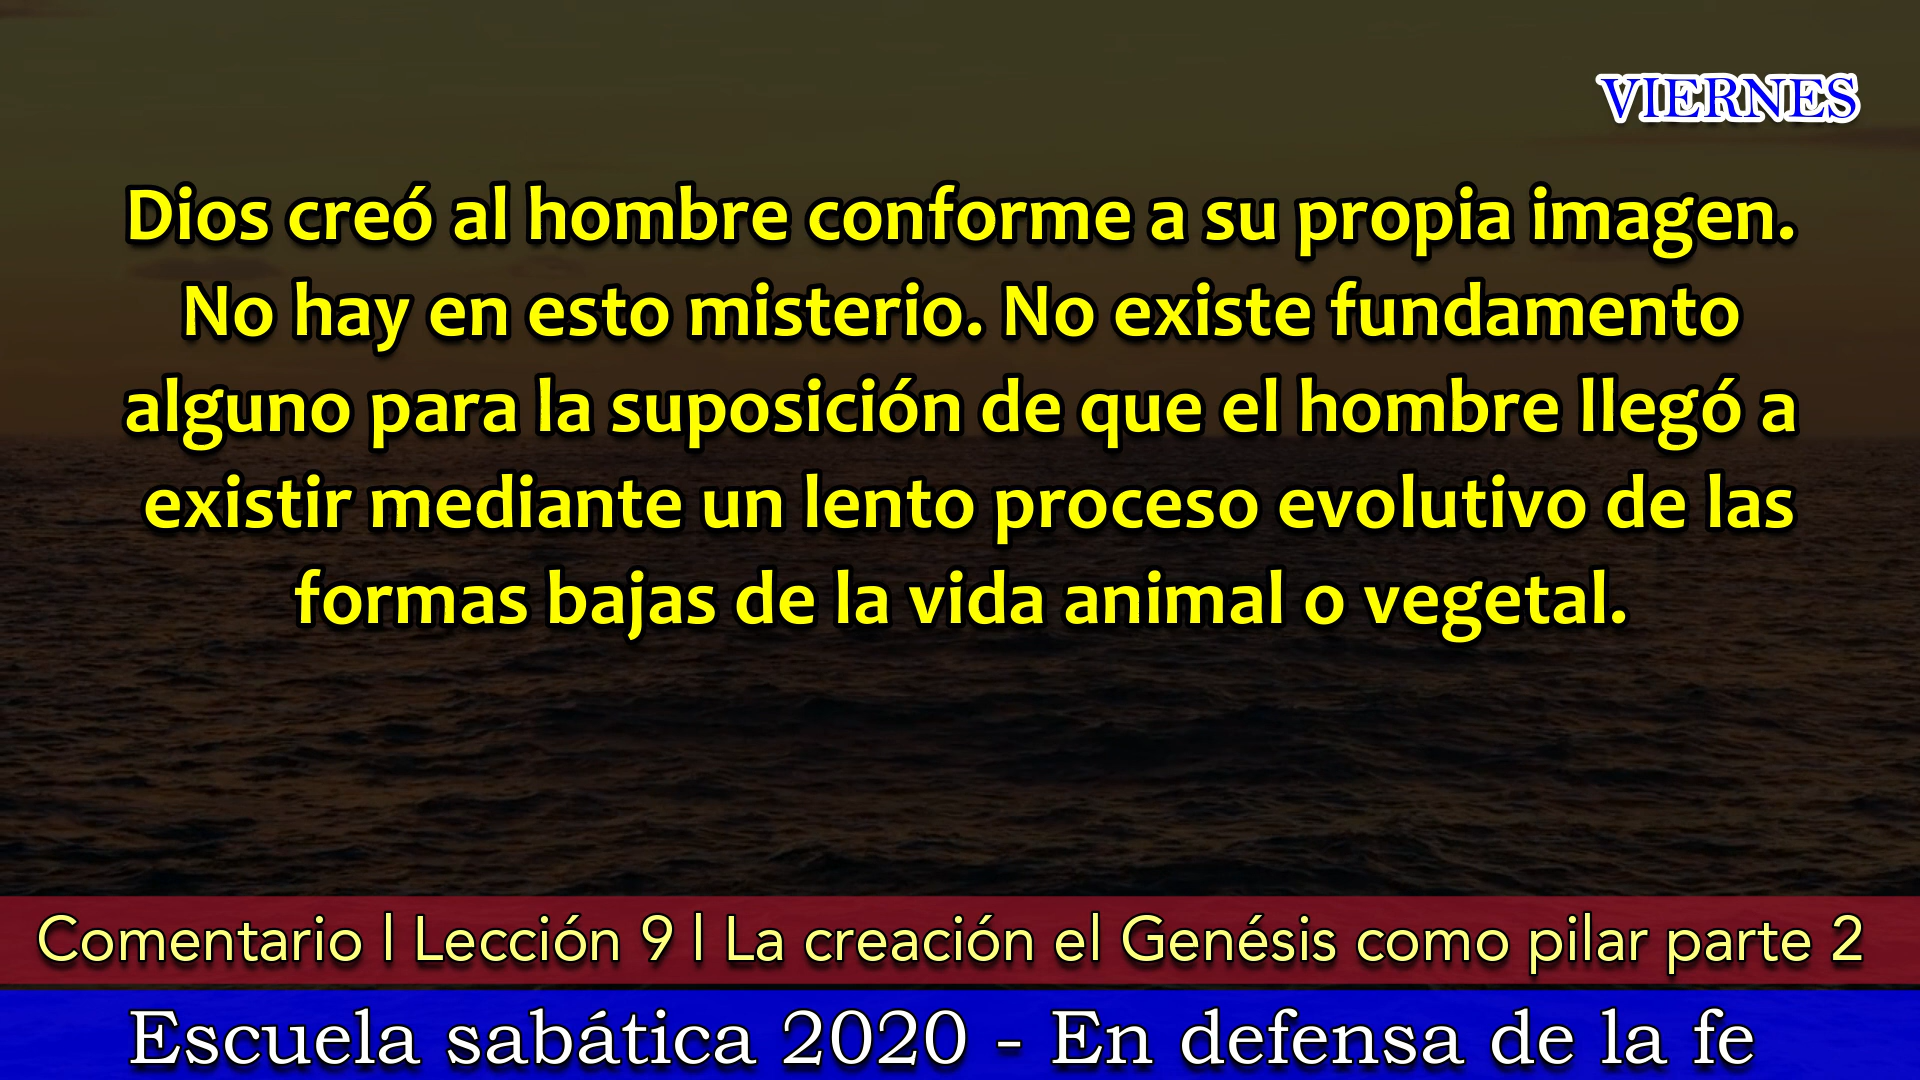 VIERNES
Dios creó al hombre conforme a su propia imagen.
No hay en esto misterio. No existe fundamento
alguno para la suposición de que el hombre llegó a
existir mediante un lento proceso evolutivo de las
formas bajas de la vida animal o vegetal.
Comentario l Lección 9 l La creación el Genésis como pilar parte 2
Escuela sabática 2020 - En defensa de la fe